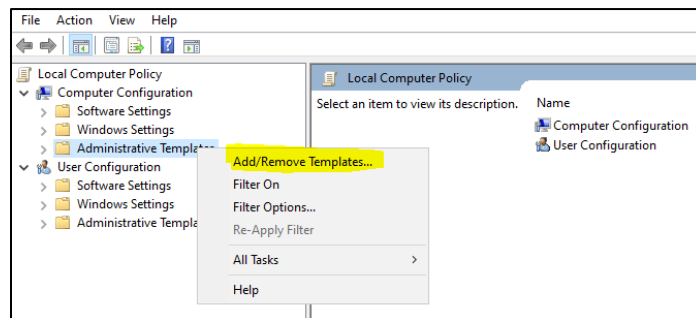 File Action View Help
Local Computer Policy
Computer Configuration
Software Settings
Windows Settings
Administrative Templates
User Configuration
Software Settings
Windows Settings
Administrative Templa
Add/Remove Templates...
Filter On
Filter Options...
Re-Apply Filter
All Tasks
Help
Local Computer Policy
Select an item to view its description.
Name
Computer Configuration
User Configuration